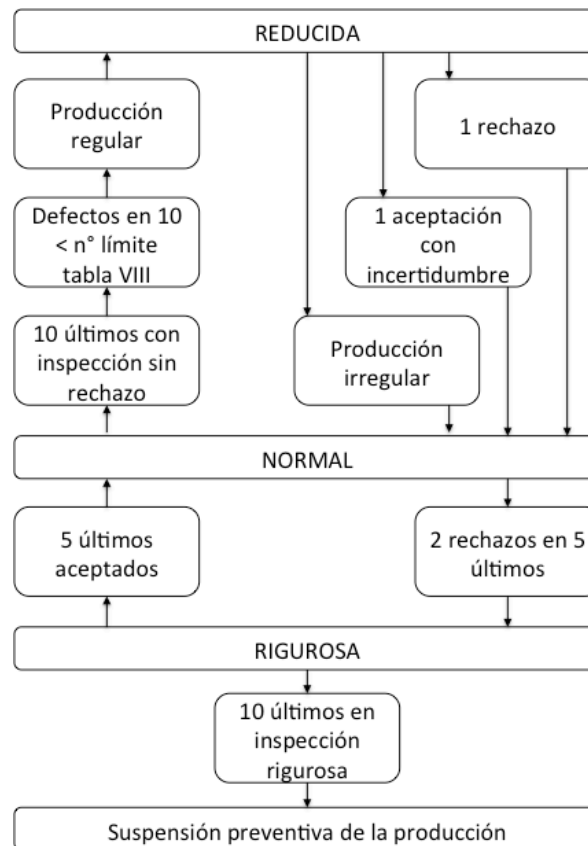 REDUCIDA
Producción
regular
1 rechazo
Defectos en 10
< n° límite
tabla VIII
1 aceptación
con
incertidumbre
10 últimos con
inspección sin
rechazo
Producción
irregular
NORMAL
5 últimos
aceptados
2 rechazos en 5
últimos
RIGUROSA
10 últimos en
inspección
rigurosa
Suspensión preventiva de la producción